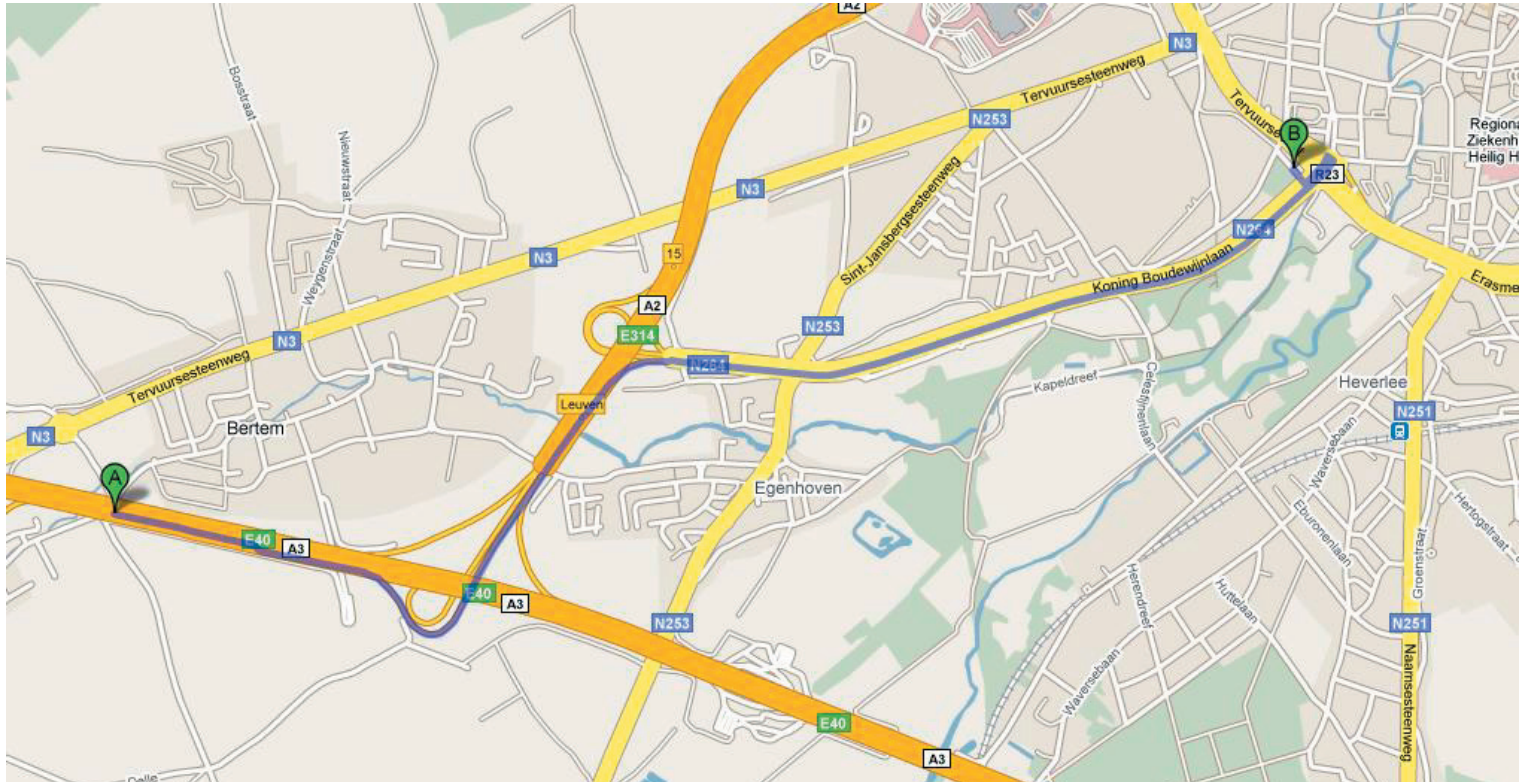 A2
N3
Tervuursesteenweg
Bosstraat
Tervuurses
N253
Regiona
Ziekenh
Heilig H
Nieuwstraat
B
R23
N3
Sint-Jansbergsesteenweg
Weygenstraat
N264
15
N3
Koning Boudewijnlaan
Erasme
A2
N253
E314
N3
Tervuursesteenweg
N264
Celestijnenlaan
Kapeldreef
Heverlee
Leuven
N251
Bertem
N3
Waversebaan
A
Egenhoven
Hertogstraat
Eburonenlaan
E40
A3
Groenstraat
E40
A3
Herendreef
Huttelaan
N253
N251
Waversebaan
Naamsesteenweg
E40
A3
Dalle